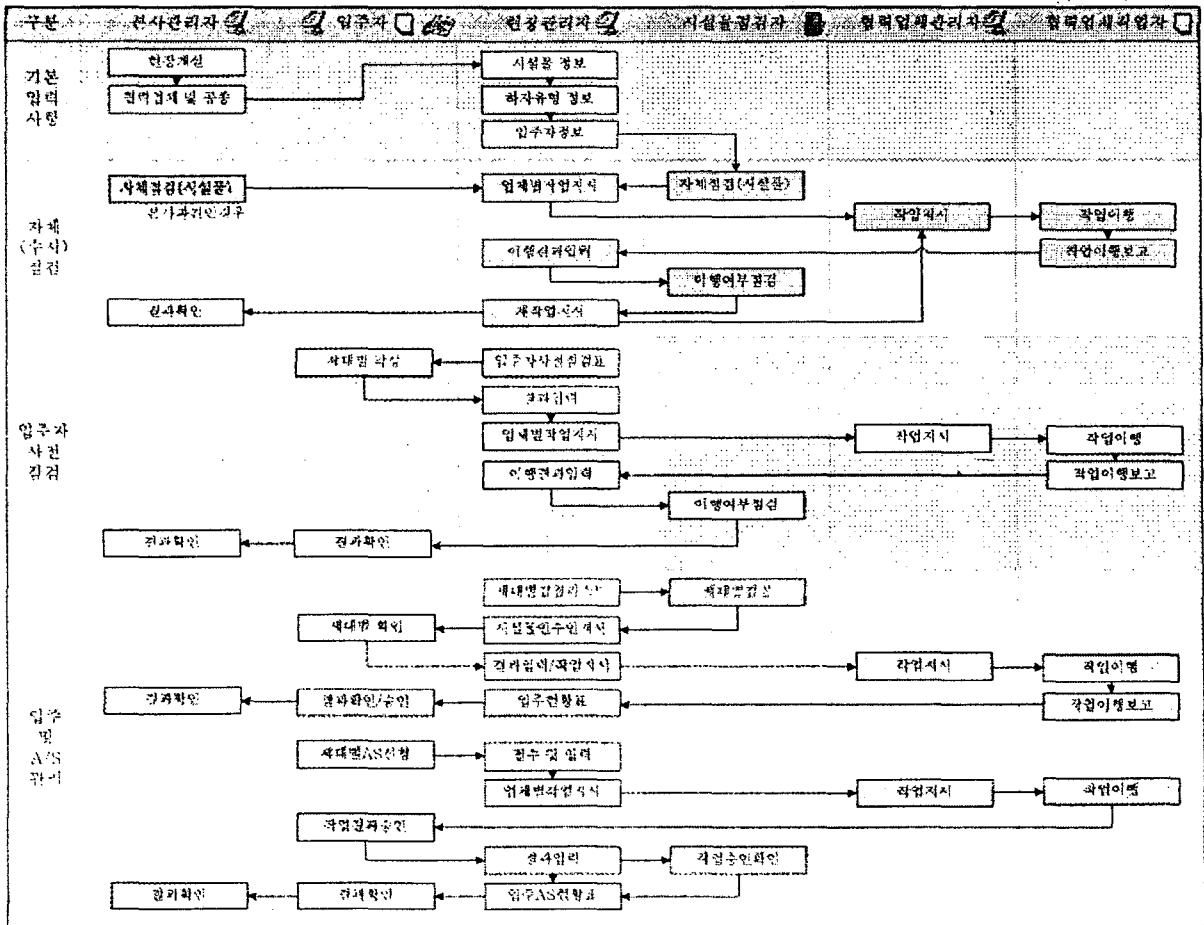 구분 본사관리자 입주자 현장관리자 시설물점검자 협력업체관리자 협력업체작업자
기본
입력
사항
현장개설
협력업체 및 공종
시설물 정보
하자유형 정보
입주자정보
자체
(수시)
점검
자체점검(시설물)
업체별작업지시
자체점검(시설물)
작업지시
작업이행
이행결과입력
작업이행보고
이행여부점검
결과확인
재작업지시
입주자
사전
점검
세대별 작성
입주자사전점검표
결과입력
업체별작업지시
작업지시
작업이행
이행결과입력
작업이행보고
이행여부점검
결과확인
결과확인
입주
및
A/S
관리
세대별점검
세대별 확인
시설물인수인계서
결과입력/작업지시
작업지시
작업이행
결과확인
결과확인/승인
입주현황표
작업이행보고
세대별AS신청
접수 및 입력
업체별작업지시
작업지시
작업이행
작업결과승인
결과입력
작업승인확인
결과확인
결과확인
입주AS현황표